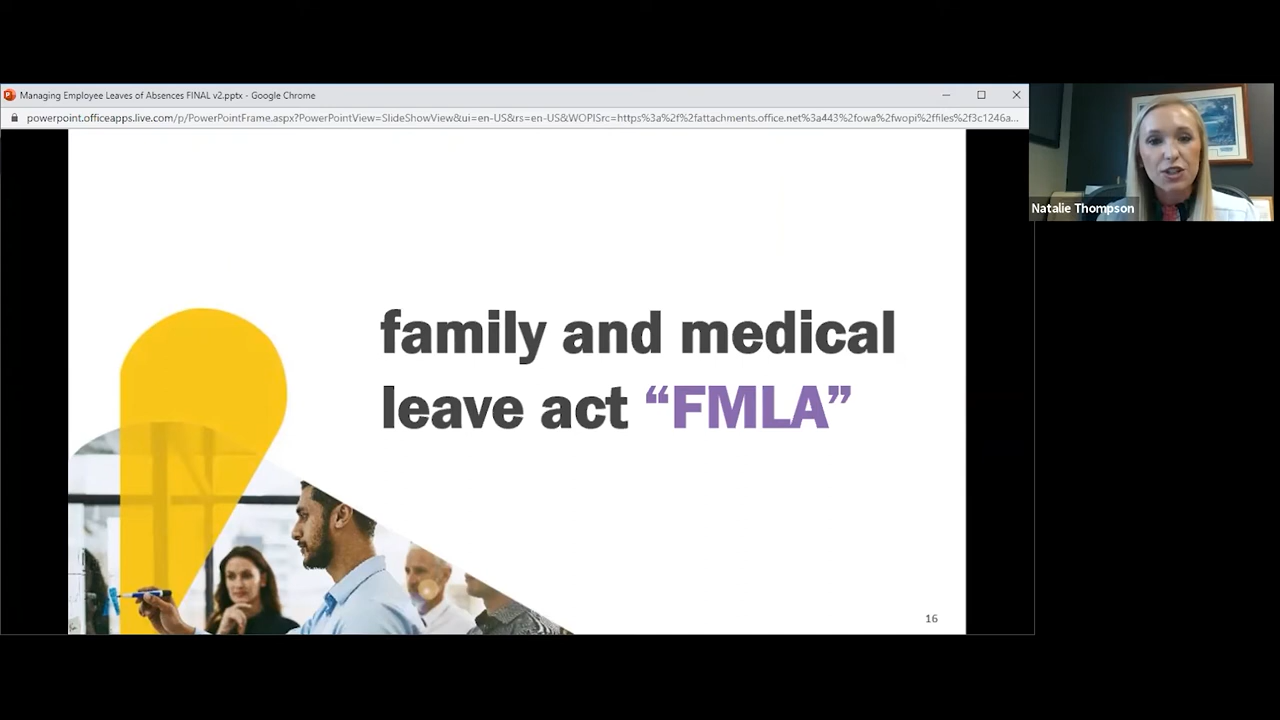 Managing Employee Leaves of Absences FINAL v2.pptx - Google Chrome
powerpoint.officeapps.live.com/p/PowerPointFrame.aspx?PowerPointView=SlideShowView&ui=en-US&rs=en-US&WOPISrc=https%3a%2f%2fattachments.office.net%3a443%2fowa%2fwopi%2ffiles%2f3c1246a...
Natalie Thompson
family and medical
leave act “FMLA”
16